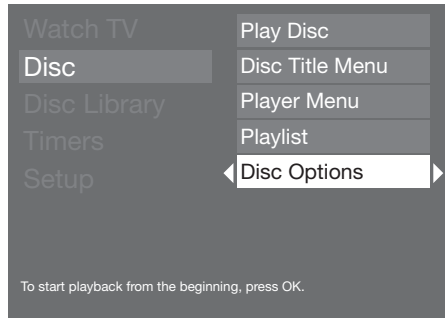 Watch TV
Disc
Disc Library
Timers
Setup
Play Disc
Disc Title Menu
Player Menu
Playlist
Disc Options
To start playback from the beginning, press OK.